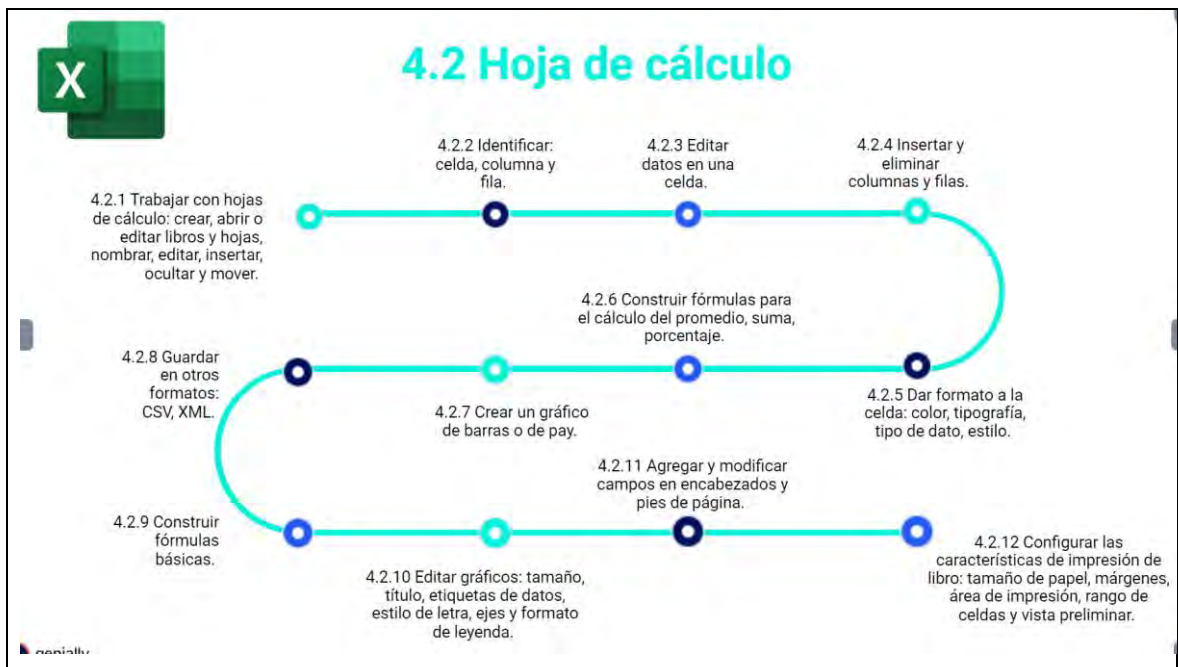 X
4.2 Hoja de cálculo
4.2.1 Trabajar con hojas
de cálculo: crear, abrir o
editar libros y hojas,
nombrar, editar, insertar,
ocultar y mover.
4.2.2 Identificar:
celda, columna y
fila.
4.2.3 Editar
datos en una
celda.
4.2.4 Insertar y
eliminar
columnas y filas.
4.2.5 Dar formato a la
celda: color, tipografía,
tipo de dato, estilo.
4.2.6 Construir fórmulas para
el cálculo del promedio, suma,
porcentaje.
4.2.7 Crear un gráfico
de barras o de pay.
4.2.8 Guardar
en otros
formatos:
CSV, XML.
4.2.9 Construir
fórmulas
básicas.
4.2.10 Editar gráficos: tamaño,
título, etiquetas de datos,
estilo de letra, ejes y formato
de leyenda.
4.2.11 Agregar y modificar
campos en encabezados y
pies de página.
4.2.12 Configurar las
características de impresión de
libro: tamaño de papel, márgenes,
área de impresión, rango de
celdas y vista preliminar.
genially